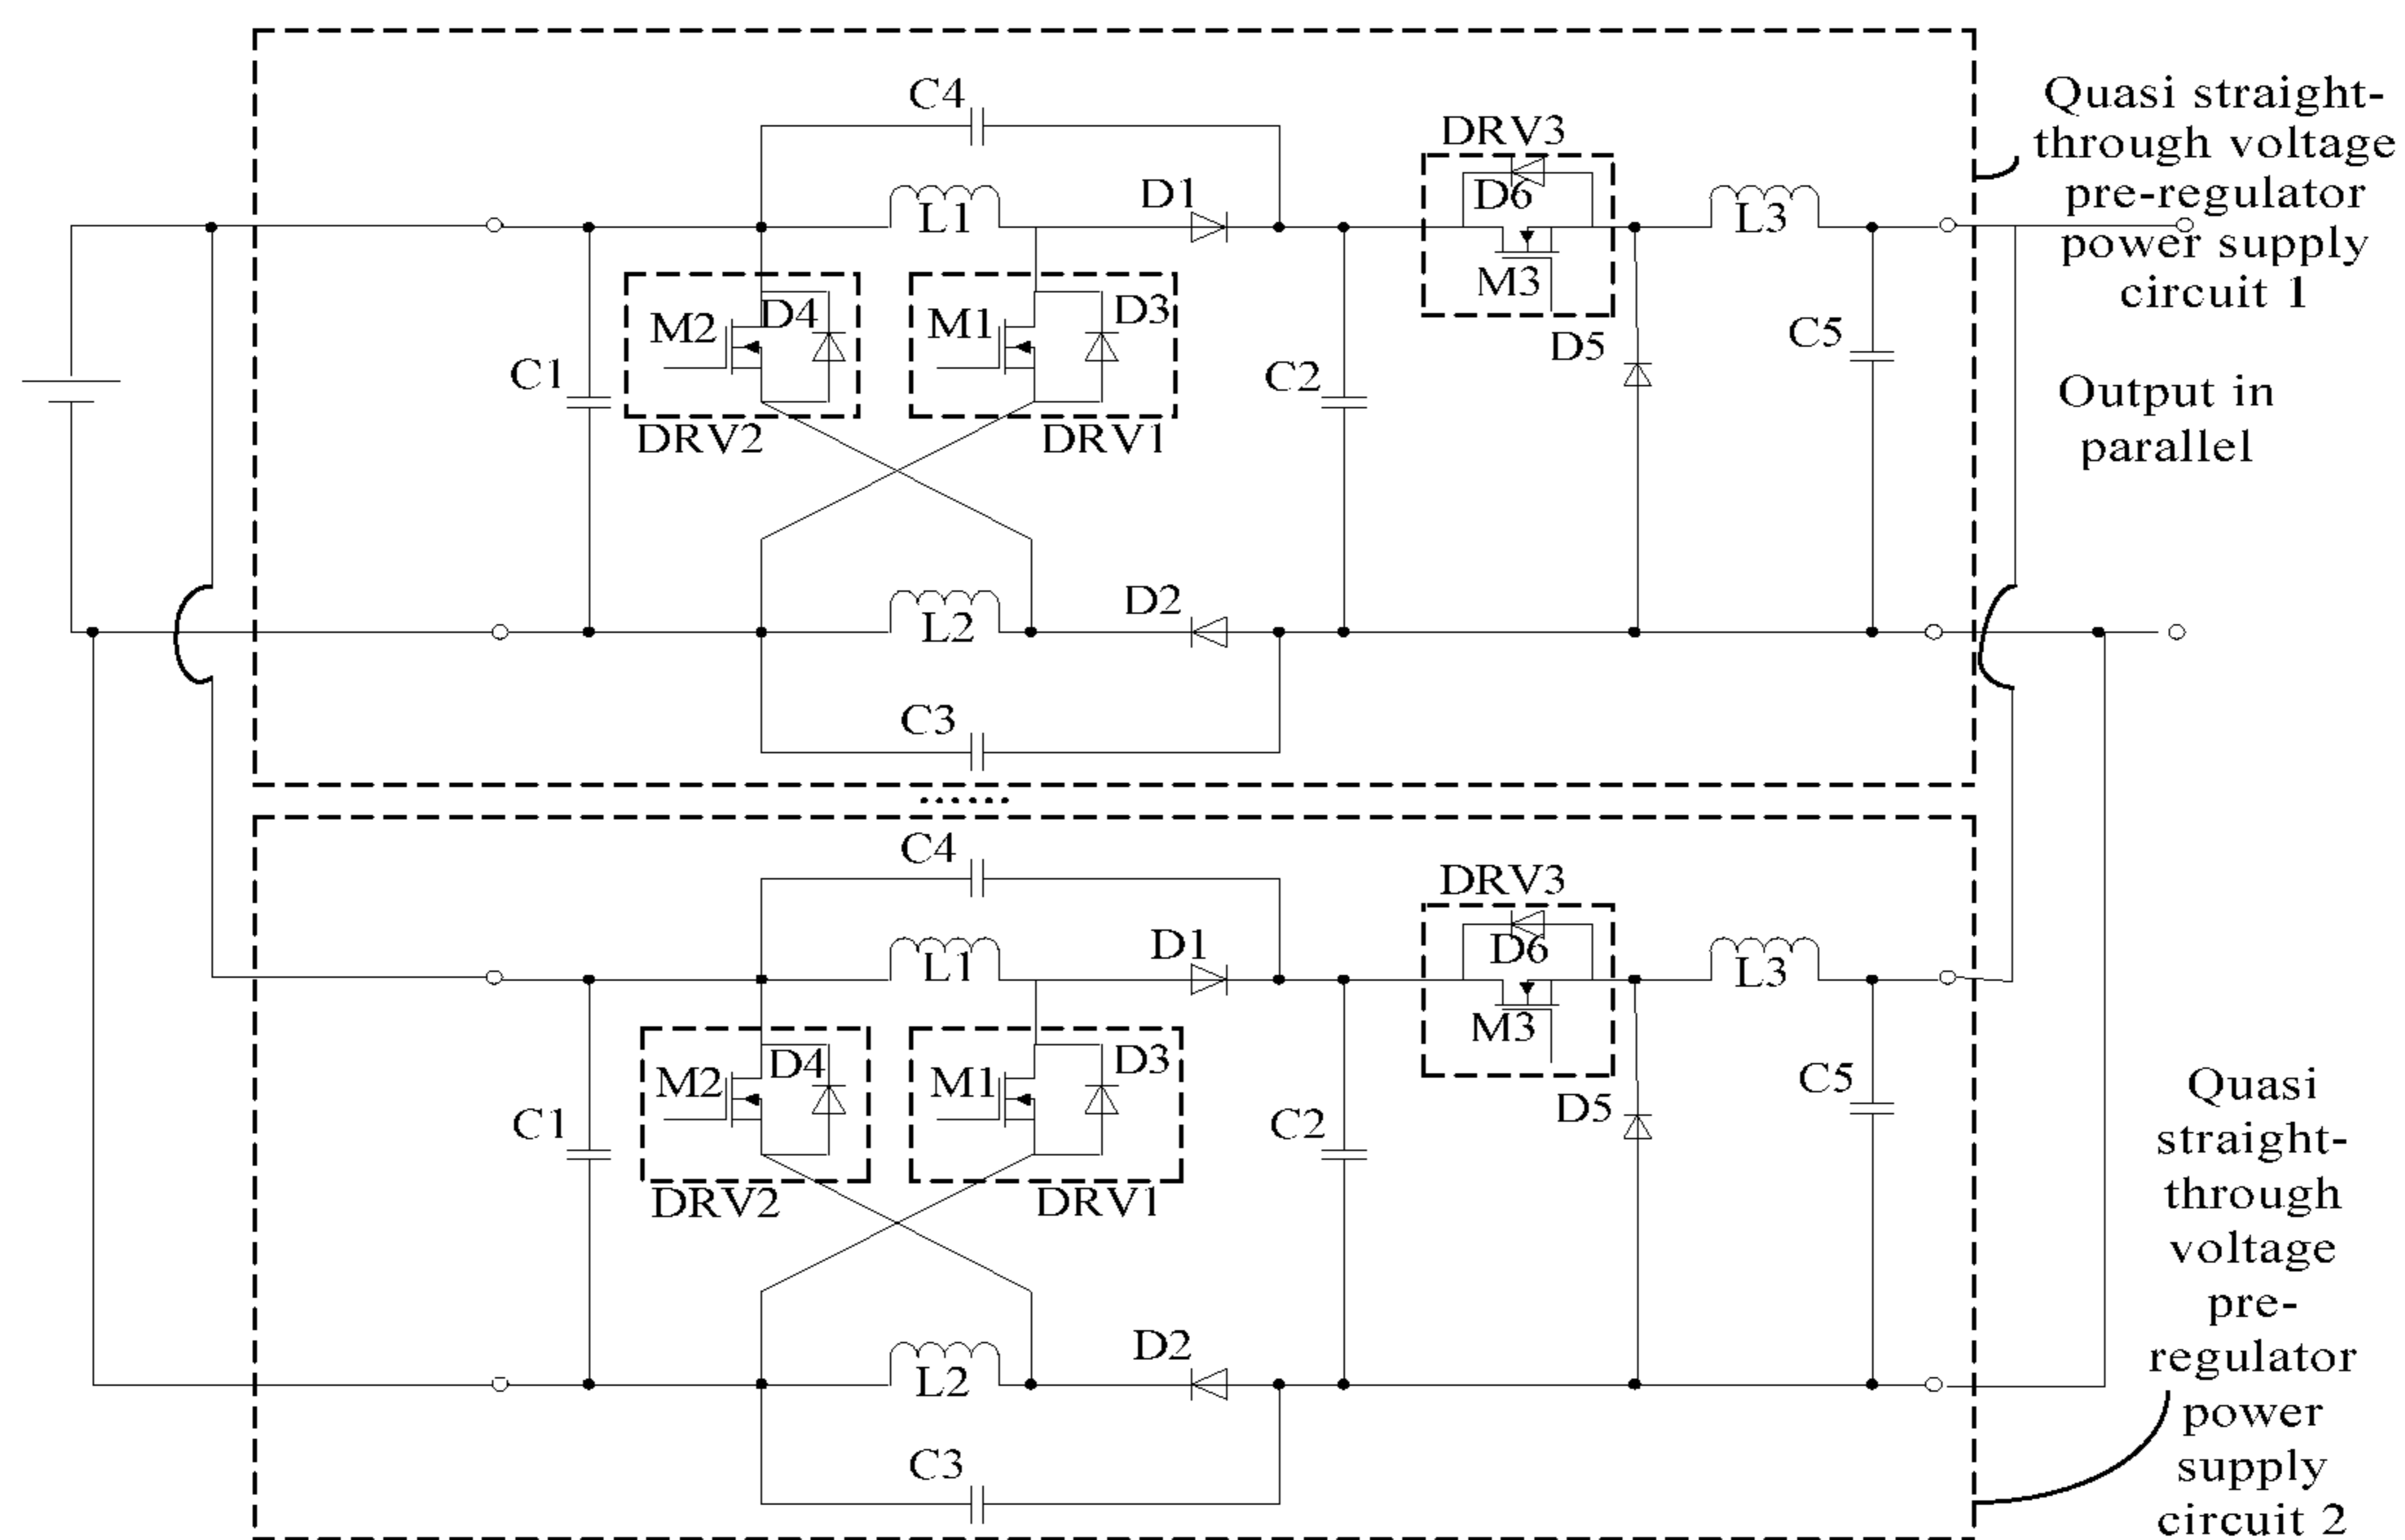 C4
DRV3
D1
D6
L1
L3
M3
M2
D4
M1
D3
C1
C2
D5
C5
DRV2
DRV1
D2
L2
C3
Quasi straight-
through voltage
pre-regulator
power supply
circuit 1
Output in
parallel
......
C4
DRV3
D1
D6
L1
L3
M3
M2
D4
M1
D3
C1
C2
D5
C5
DRV2
DRV1
D2
L2
C3
Quasi
straight-
through
voltage
pre-
regulator
power
supply
circuit 2